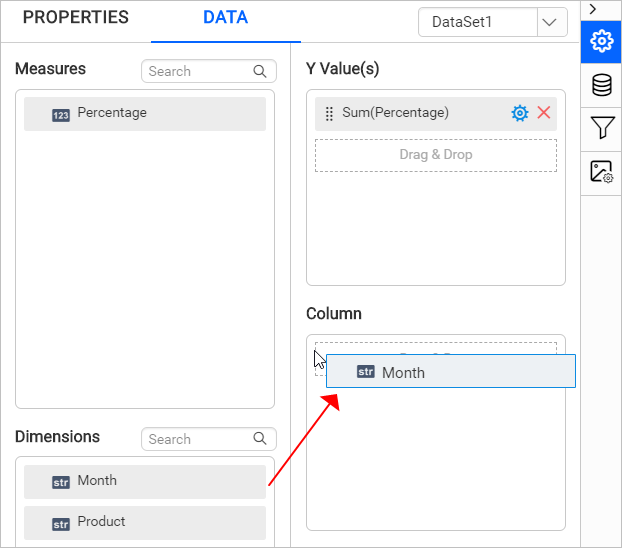 PROPERTIES
DATA
DataSet1
Measures
Search
123 Percentage
Dimensions
Search
str Month
str Product
Y Value(s)
Sum(Percentage)
Drag & Drop
Column
str Month